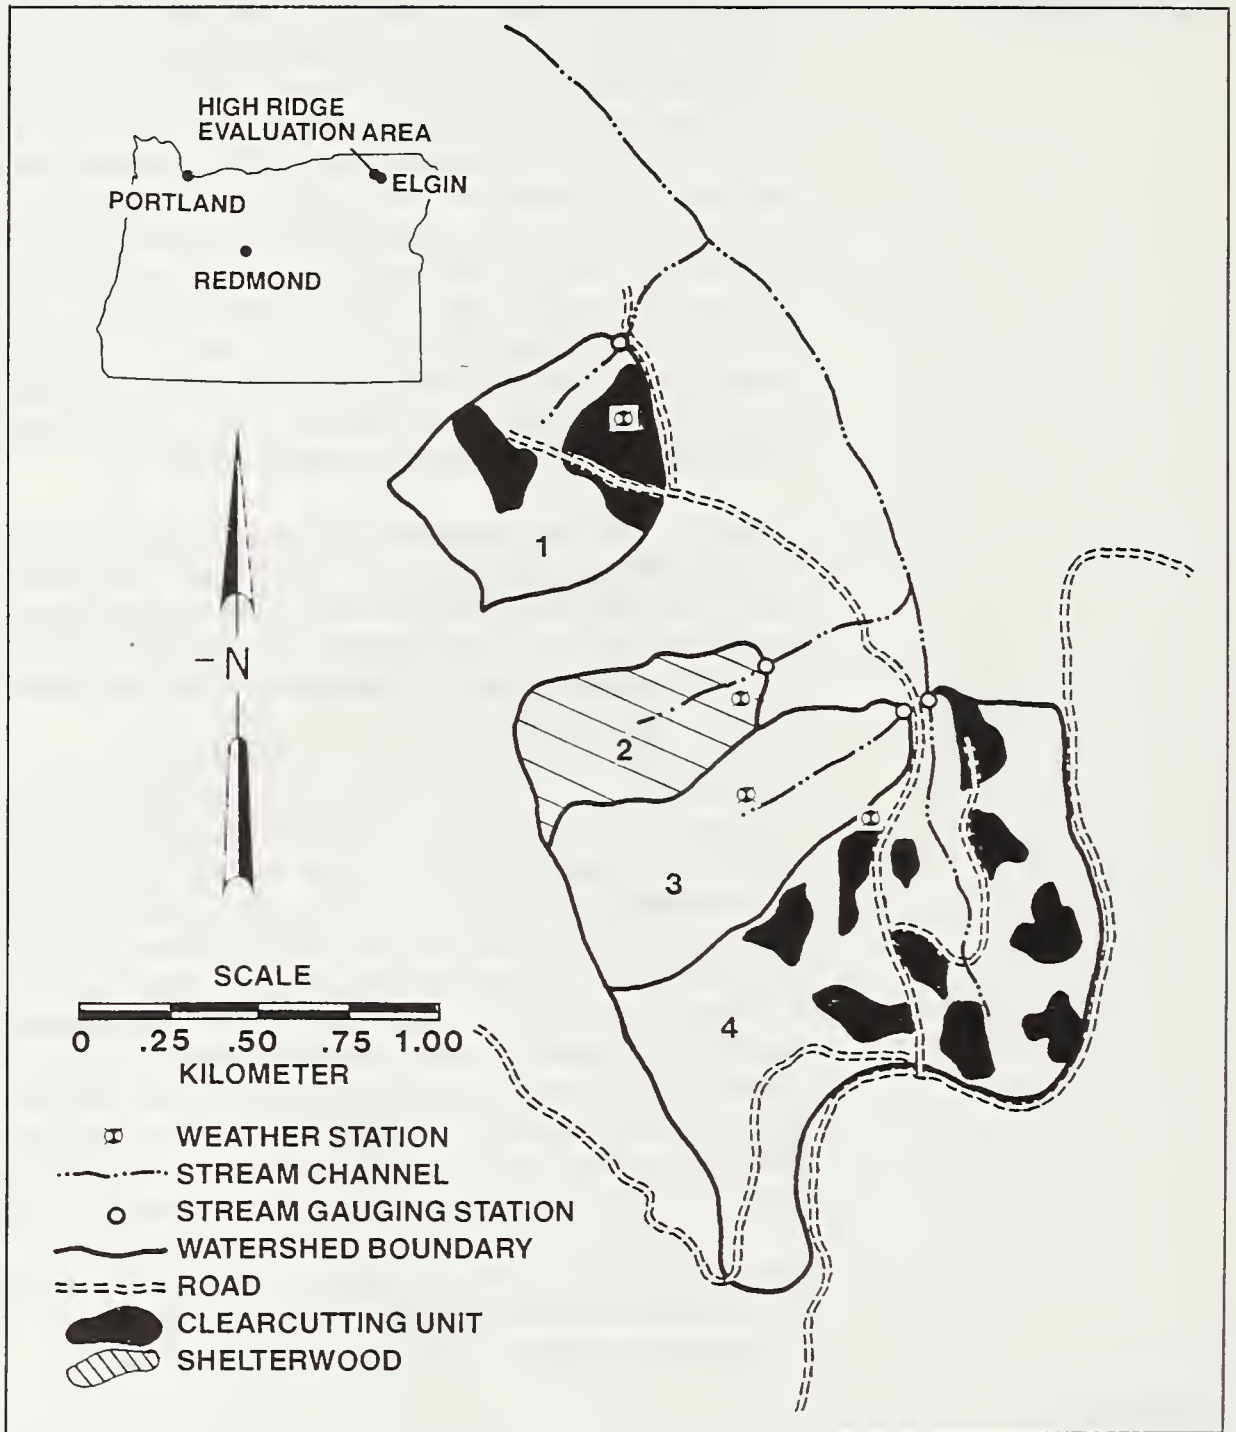 HIGH RIDGE
EVALUATION AREA
PORTLAND
ELGIN
REDMOND
N
1
2
3
4
SCALE
0 .25 .50 .75 1.00
KILOMETER
WEATHER STATION
STREAM CHANNEL
STREAM GAUGING STATION
WATERSHED BOUNDARY
ROAD
CLEARCUTTING UNIT
SHELTERWOOD